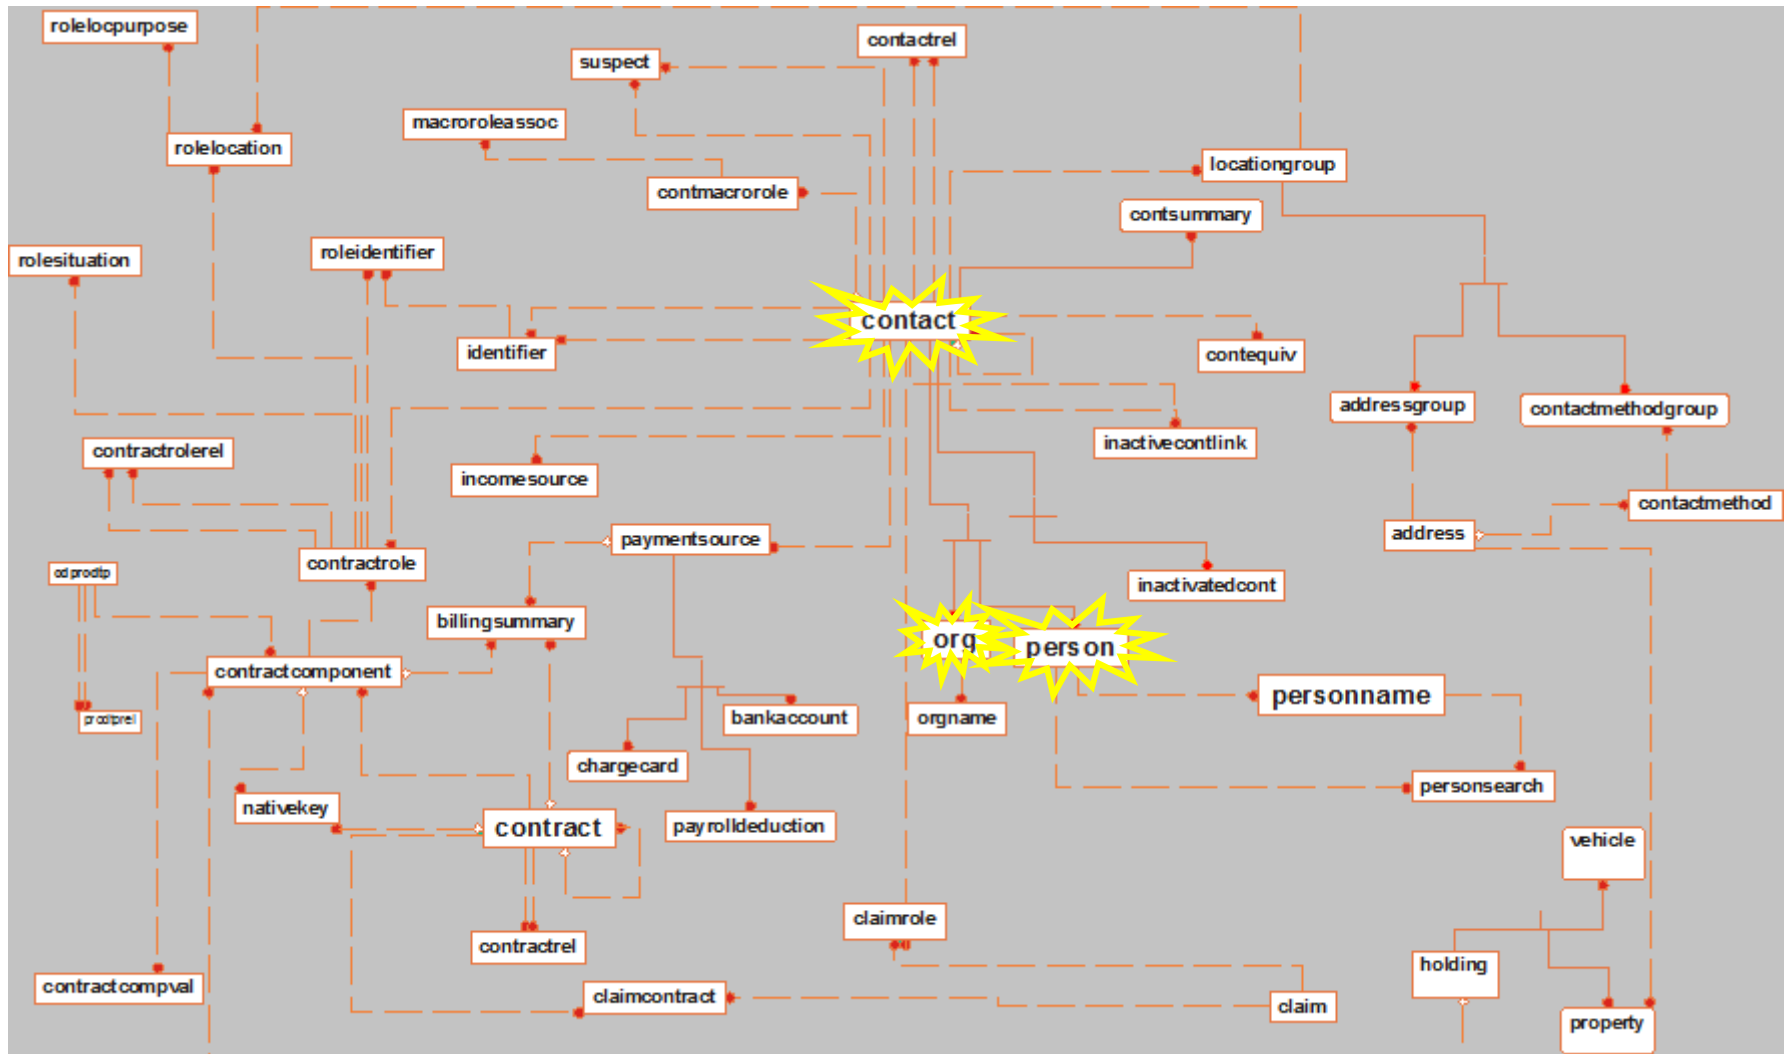 rolelocpurpose
contactrel
suspect
macroroleassoc
rolelocation
locationgroup
contmacrorole
contsummary
roleidentifier
rolesituation
contact
identifier
contequiv
addressgroup
contactmethodgroup
inactivecontlink
contractrolerel
incomesource
contactmethod
address
paymentsource
contractrole
cdprodtp
inactivatedcont
billingsummary
org
person
contractcomponent
personname
prodtprel
bankaccount
orgname
chargecard
personsearch
nativekey
contract
payrolldeduction
vehicle
claimrole
contractrel
holding
contractcompval
claimcontract
claim
property